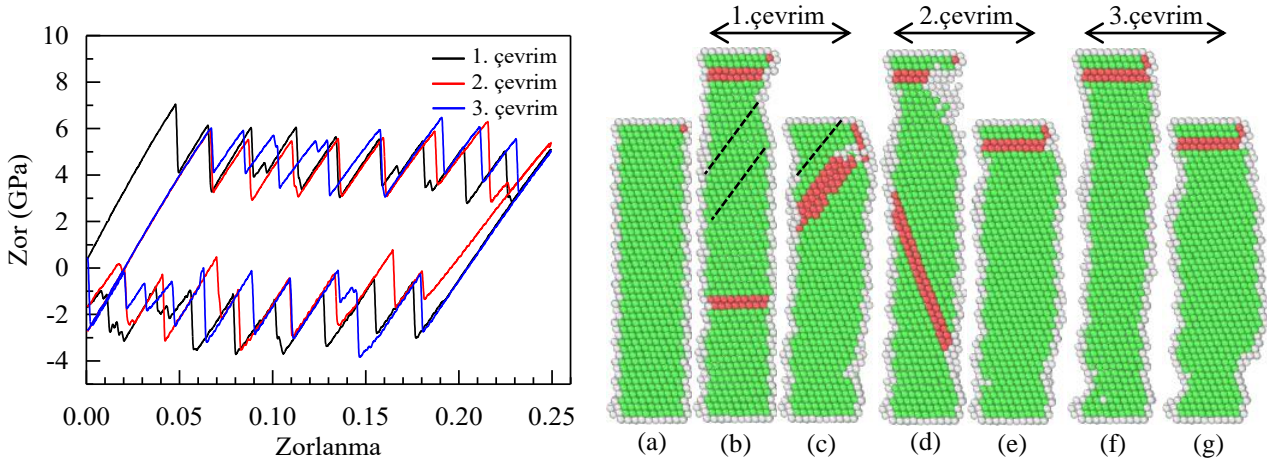 10
8
6
4
2
0
-2
-4
Zor (GPa)
0.00 0.05 0.10 0.15 0.20 0.25
Zorlanma
1. çevrim
2. çevrim
3. çevrim
1.çevrim 2.çevrim 3.çevrim
(a) (b) (c) (d) (e) (f) (g)